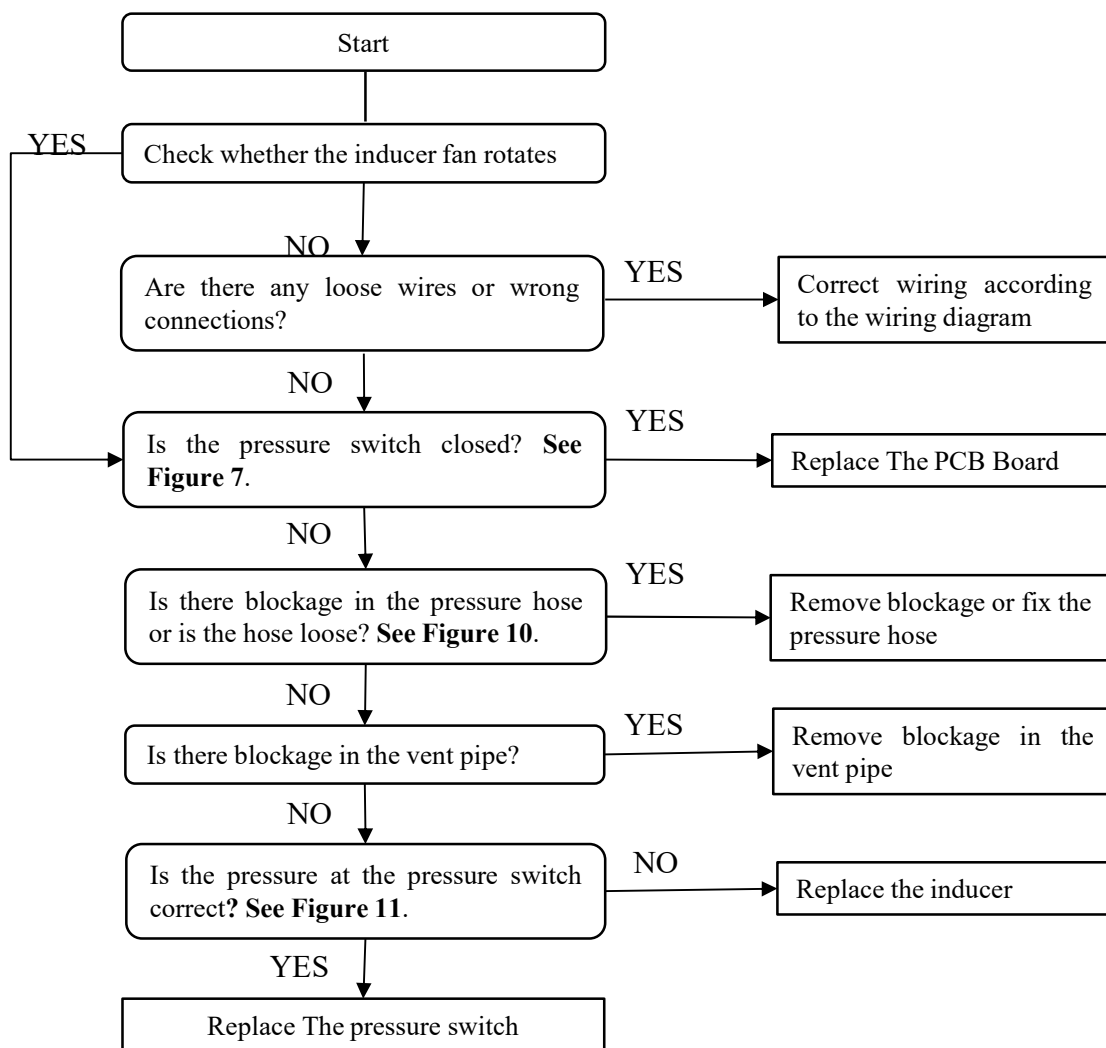 Start
YES
Check whether the inducer fan rotates
NO
Are there any loose wires or wrong
connections?
YES
Correct wiring according
to the wiring diagram
NO
Is the pressure switch closed? See
Figure 7.
YES
Replace The PCB Board
NO
Is there blockage in the pressure hose
or is the hose loose? See Figure 10.
YES
Remove blockage or fix the
pressure hose
NO
Is there blockage in the vent pipe?
YES
Remove blockage in the
vent pipe
NO
Is the pressure at the pressure switch
correct? See Figure 11.
NO
Replace the inducer
YES
Replace The pressure switch